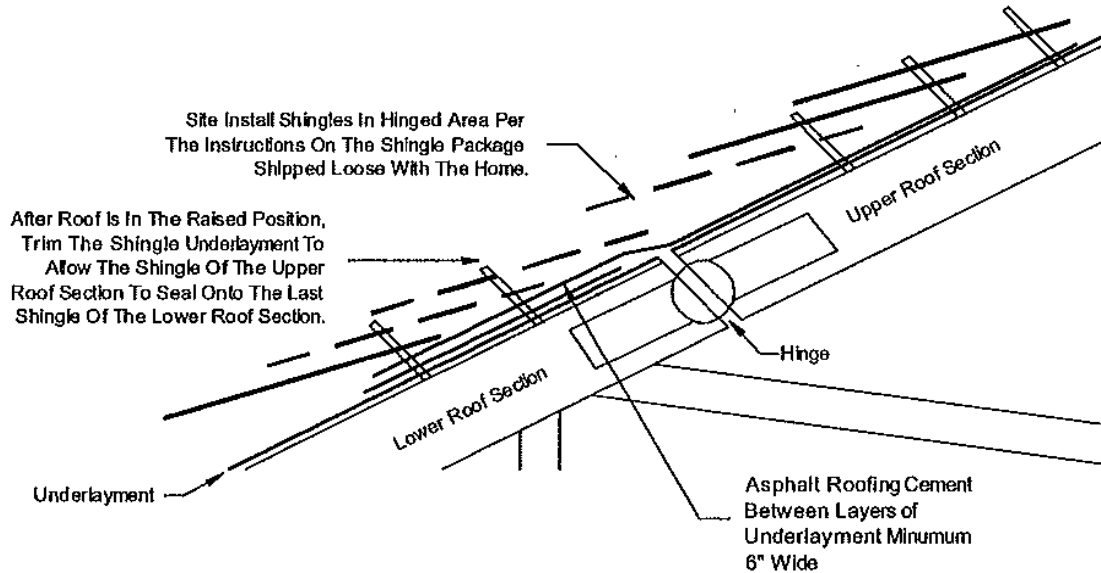 Site Install Shingles In Hinged Area Per
The Instructions On The Shingle Package
Shipped Loose With The Home.
After Roof Is In The Raised Position,
Trim The Shingle Underlayment To
Allow The Shingle Of The Upper
Roof Section To Seal Onto The Last
Shingle Of The Lower Roof Section.
Upper Roof Section
Hinge
Lower Roof Section
Underlayment
Asphalt Roofing Cement
Between Layers of
Underlayment Minumum
6" Wide